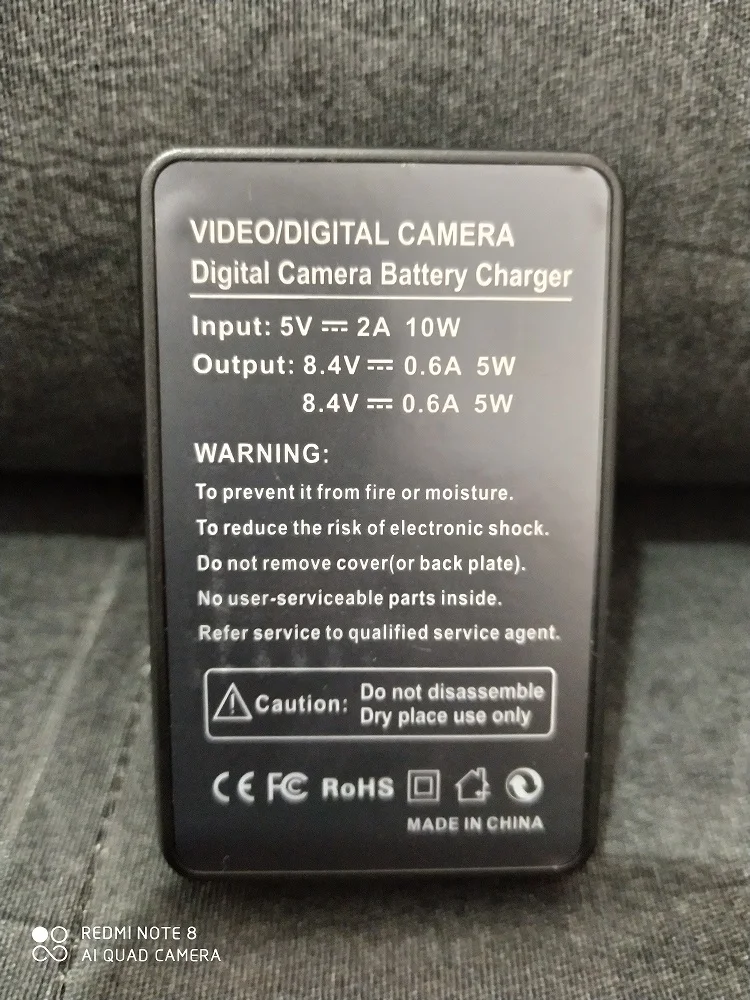 VIDEO/DIGITAL CAMERA
Digital Camera Battery Charger
Input: 5V ⎓ 2A 10W
Output: 8.4V ⎓ 0.6A 5W
8.4V ⎓ 0.6A 5W
WARNING:
To prevent it from fire or moisture.
To reduce the risk of electronic shock.
Do not remove cover(or back plate).
No user-serviceable parts inside.
Refer service to qualified service agent.
Caution: Do not disassemble
Dry place use only
CE FC RoHS
MADE IN CHINA
REDMI NOTE 8
AI QUAD CAMERA